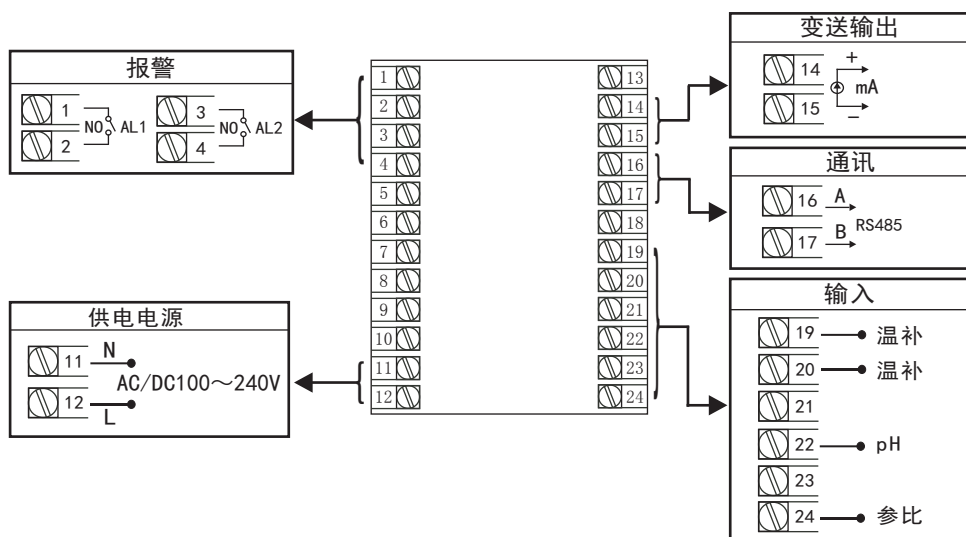 报警
1
NO AL1
2
3
NO AL2
4
供电电源
11 N
AC/DC100～240V
12 L
1
2
3
4
5
6
7
8
9
10
11
12
13
14
15
16
17
18
19
20
21
22
23
24
变送输出
14 +
mA
15 −
通讯
16 A
RS485
17 B
输入
19 温补
20 温补
21
22 pH
23
24 参比